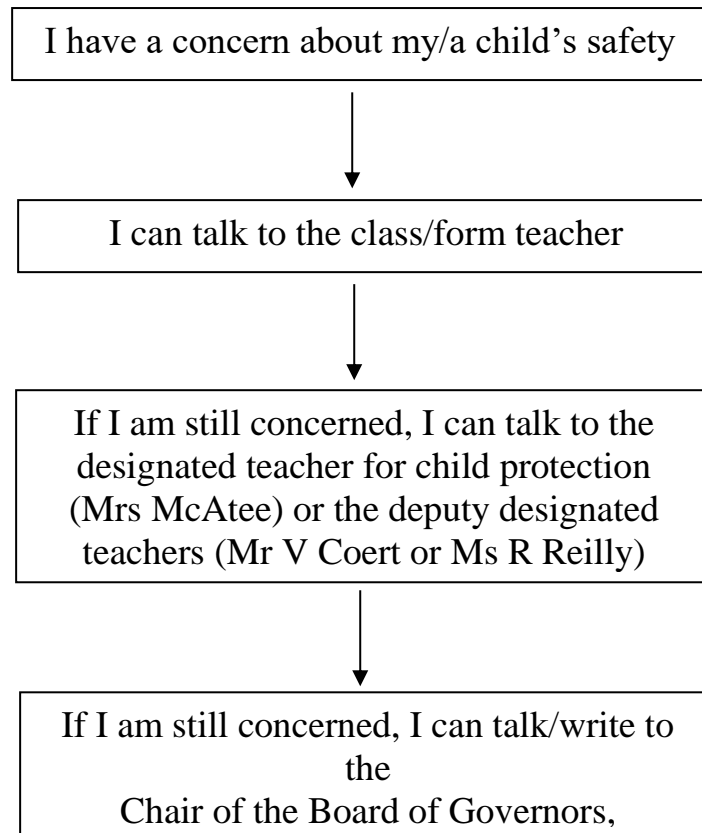 I have a concern about my/a child’s safety
I can talk to the class/form teacher
If I am still concerned, I can talk to the
designated teacher for child protection
(Mrs McAtee) or the deputy designated
teachers (Mr V Coert or Ms R Reilly)
If I am still concerned, I can talk/write to
the
Chair of the Board of Governors,